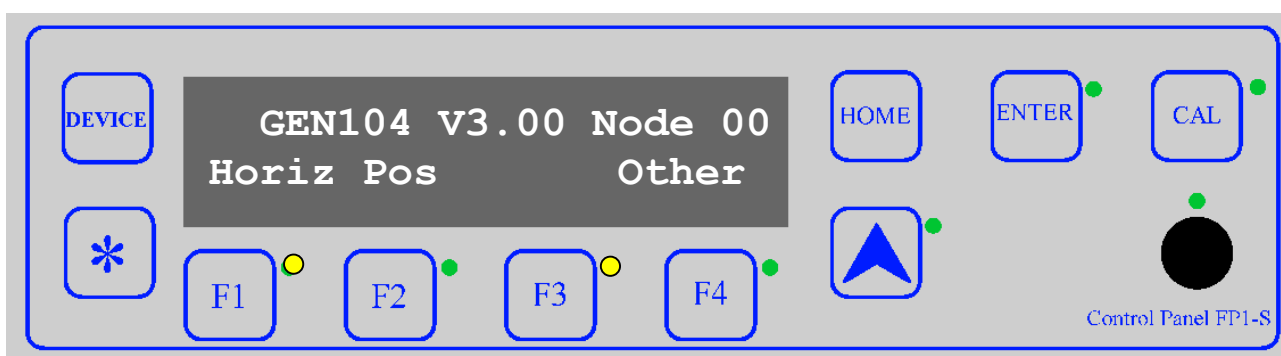 DEVICE
GEN104 V3.00 Node 00
Horiz Pos Other
HOME
ENTER
CAL
*
F1
F2
F3
F4
Control Panel FP1-S